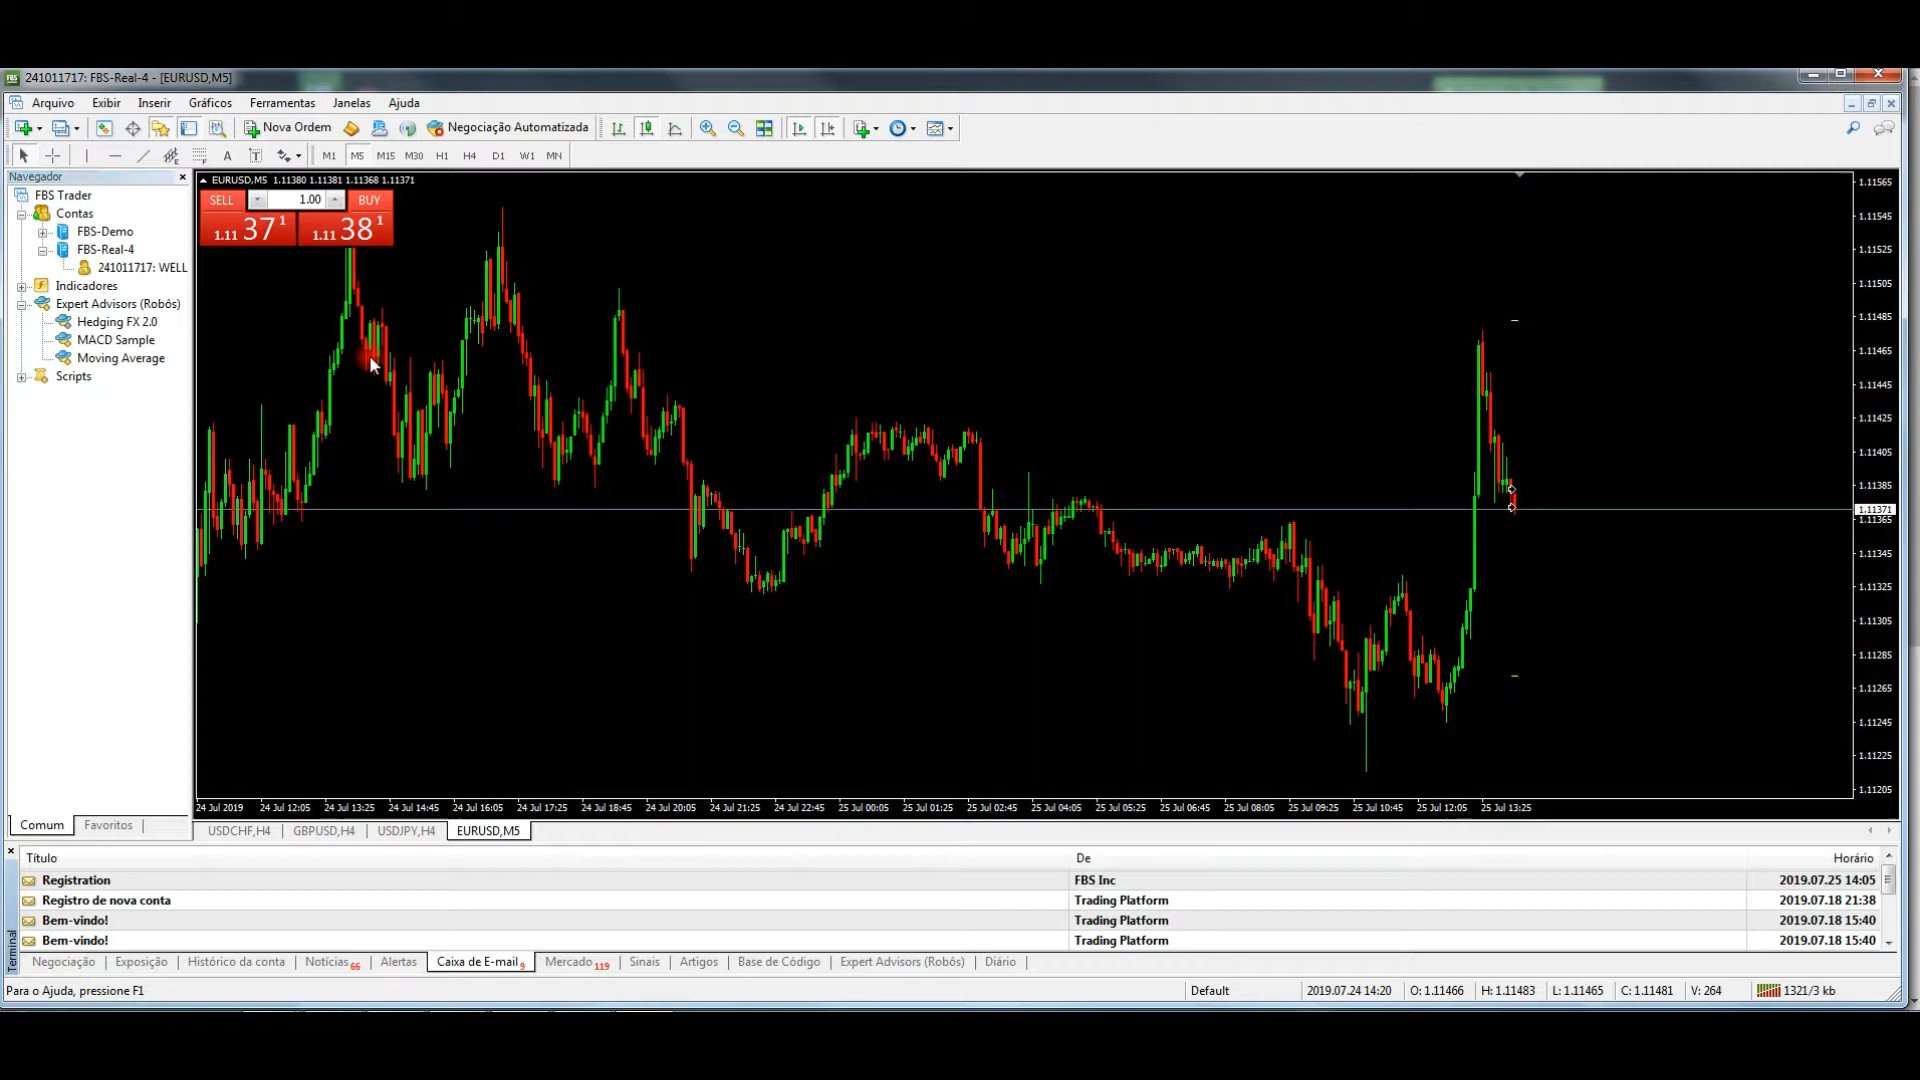 241011717: FBS-Real-4 - [EURUSD,M5]
Arquivo Exibir Inserir Gráficos Ferramentas Janelas Ajuda
Nova Ordem Negociação Automatizada
A T M1 M5 M15 M30 H1 H4 D1 W1 MN
Navegador
FBS Trader
Contas
FBS-Demo
FBS-Real-4
241011717: WELL
Indicadores
Expert Advisors (Robôs)
Hedging FX 2.0
MACD Sample
Moving Average
Scripts
Comum Favoritos
EURUSD,M5 1.11380 1.11381 1.11368 1.11371
SELL 1.00 BUY
1.11 37 1 1.11 38 1
1.11565
1.11545
1.11525
1.11505
1.11485
1.11465
1.11445
1.11425
1.11405
1.11385
1.11371
1.11365
1.11345
1.11325
1.11305
1.11285
1.11265
1.11245
1.11225
1.11205
24 Jul 2019 24 Jul 12:05 24 Jul 13:25 24 Jul 14:45 24 Jul 16:05 24 Jul 17:25 24 Jul 18:45 24 Jul 20:05 24 Jul 21:25 24 Jul 22:45 25 Jul 00:05 25 Jul 01:25 25 Jul 02:45 25 Jul 04:05 25 Jul 05:25 25 Jul 06:45 25 Jul 08:05 25 Jul 09:25 25 Jul 10:45 25 Jul 12:05 25 Jul 13:25
USDCHF,H4 GBPUSD,H4 USDJPY,H4 EURUSD,M5
Título De Horário
Registration FBS Inc 2019.07.25 14:05
Registro de nova conta Trading Platform 2019.07.18 21:38
Bem-vindo! Trading Platform 2019.07.18 15:40
Bem-vindo! Trading Platform 2019.07.18 15:40
Terminal
Negociação Exposição Histórico da conta Notícias 66 Alertas Caixa de E-mail 9 Mercado 119 Sinais Artigos Base de Código Expert Advisors (Robôs) Diário
Para o Ajuda, pressione F1 Default 2019.07.24 14:20 O: 1.11466 H: 1.11483 L: 1.11465 C: 1.11481 V: 264 1321/3 kb